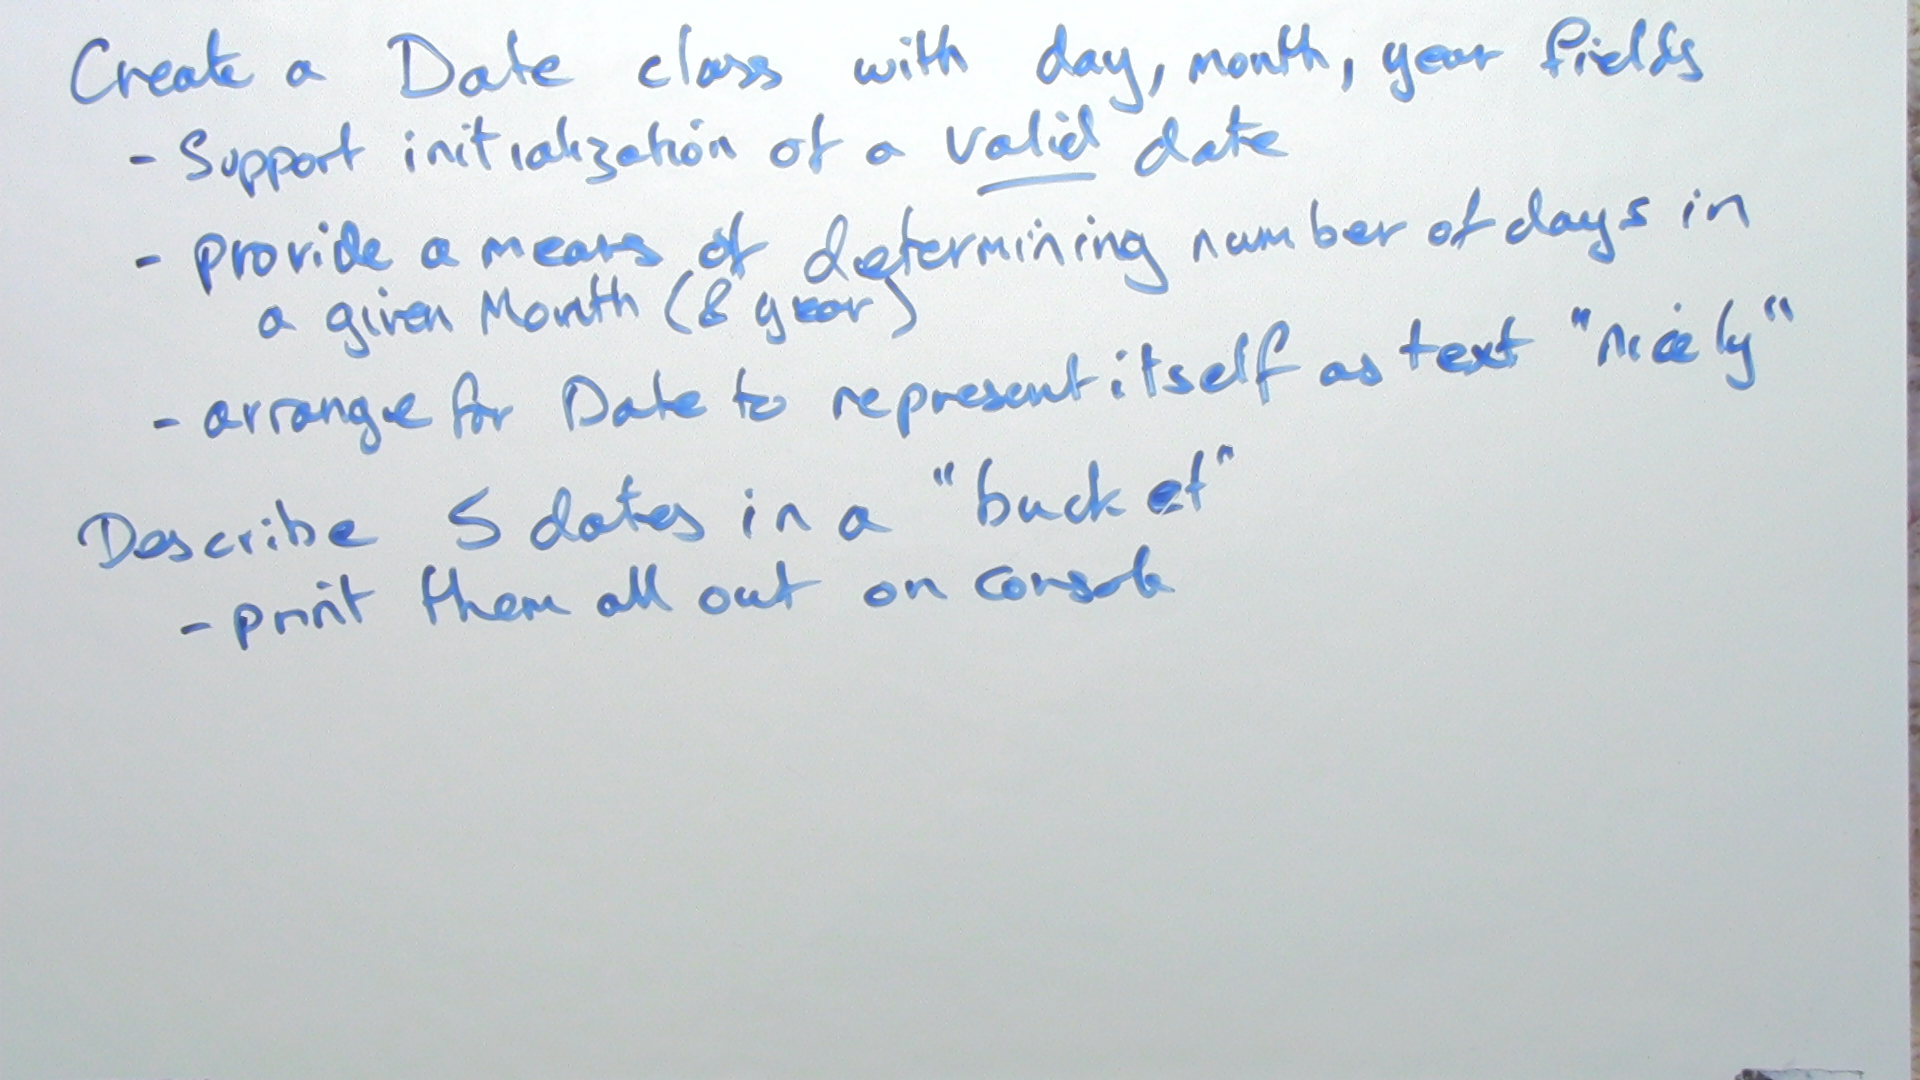 Create a Date class with day, month, year fields
- Support initialization of a valid date
- provide a means of determining number of days in
a given Month (& year)
- arrange for Date to represent itself as text "nicely"
Describe 5 dates in a "bucket"
- print them all out on console